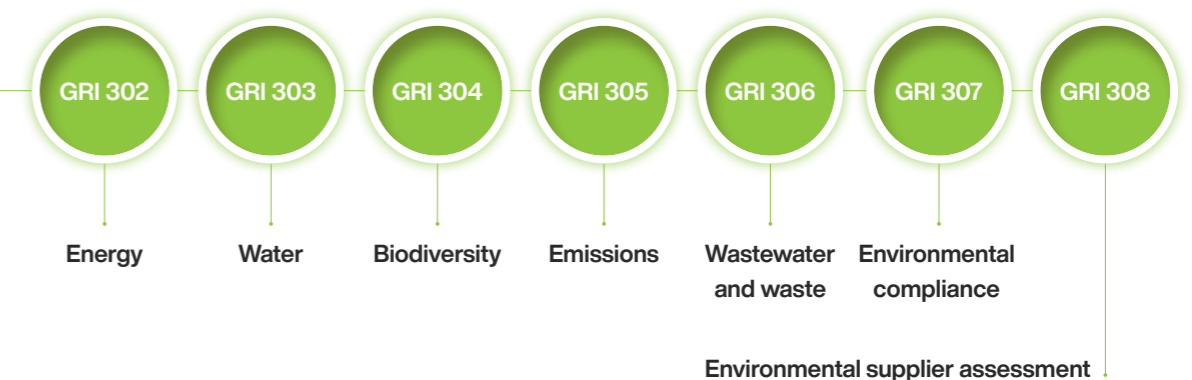 GRI 302
GRI 303
GRI 304
GRI 305
GRI 306
GRI 307
GRI 308
Energy
Water
Biodiversity
Emissions
Wastewater
and waste
Environmental
compliance
Environmental supplier assessment